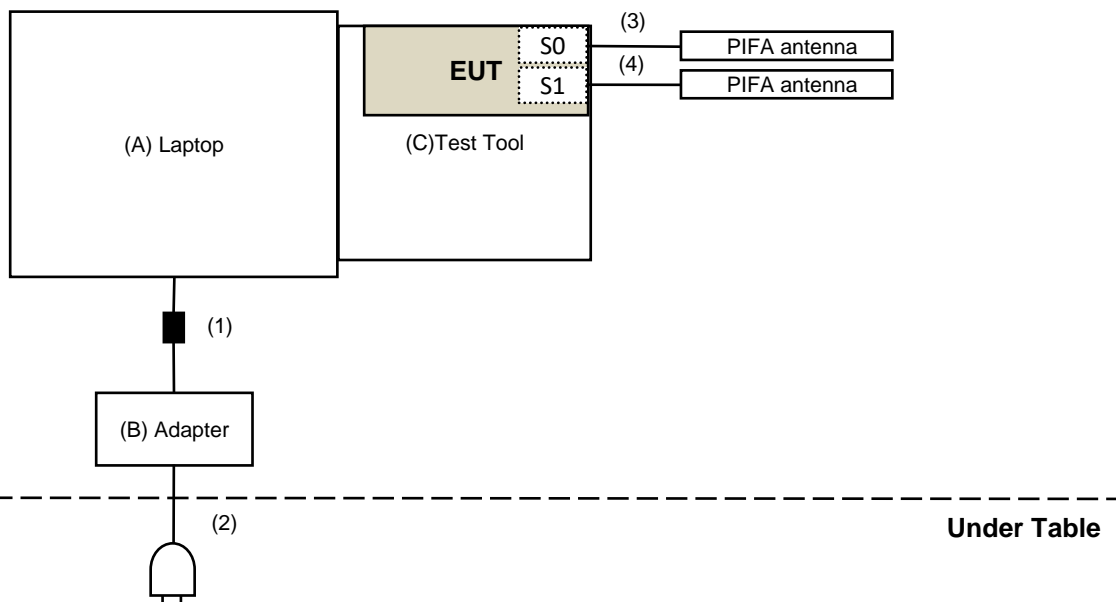 (3)
S0
PIFA antenna
EUT
(4)
S1
PIFA antenna
(A) Laptop
(C)Test Tool
(1)
(B) Adapter
(2)
Under Table